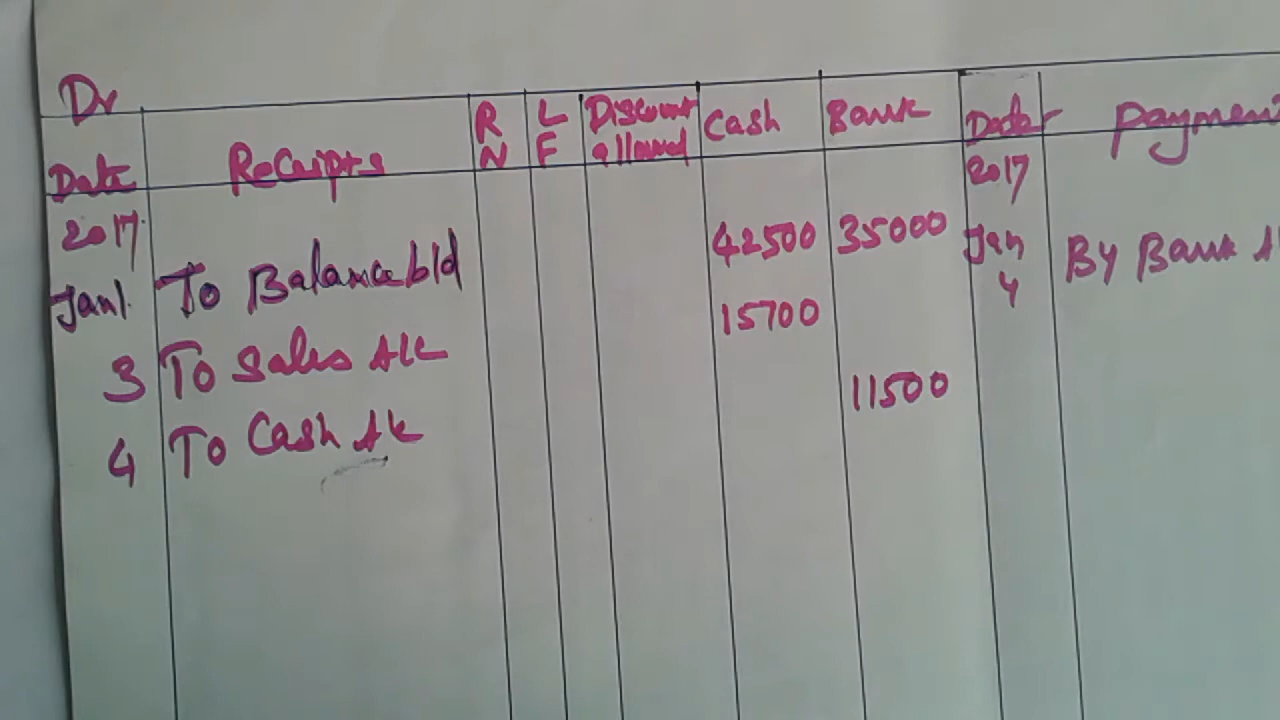 Dr
Date Receipts R N L F Discount allowed Cash Bank Date
2017 2017
Jan1. To Balance b/d 42500 35000 Jan 4 By Bank
3 To Sales A/c 15700
4 To Cash A/c 11500